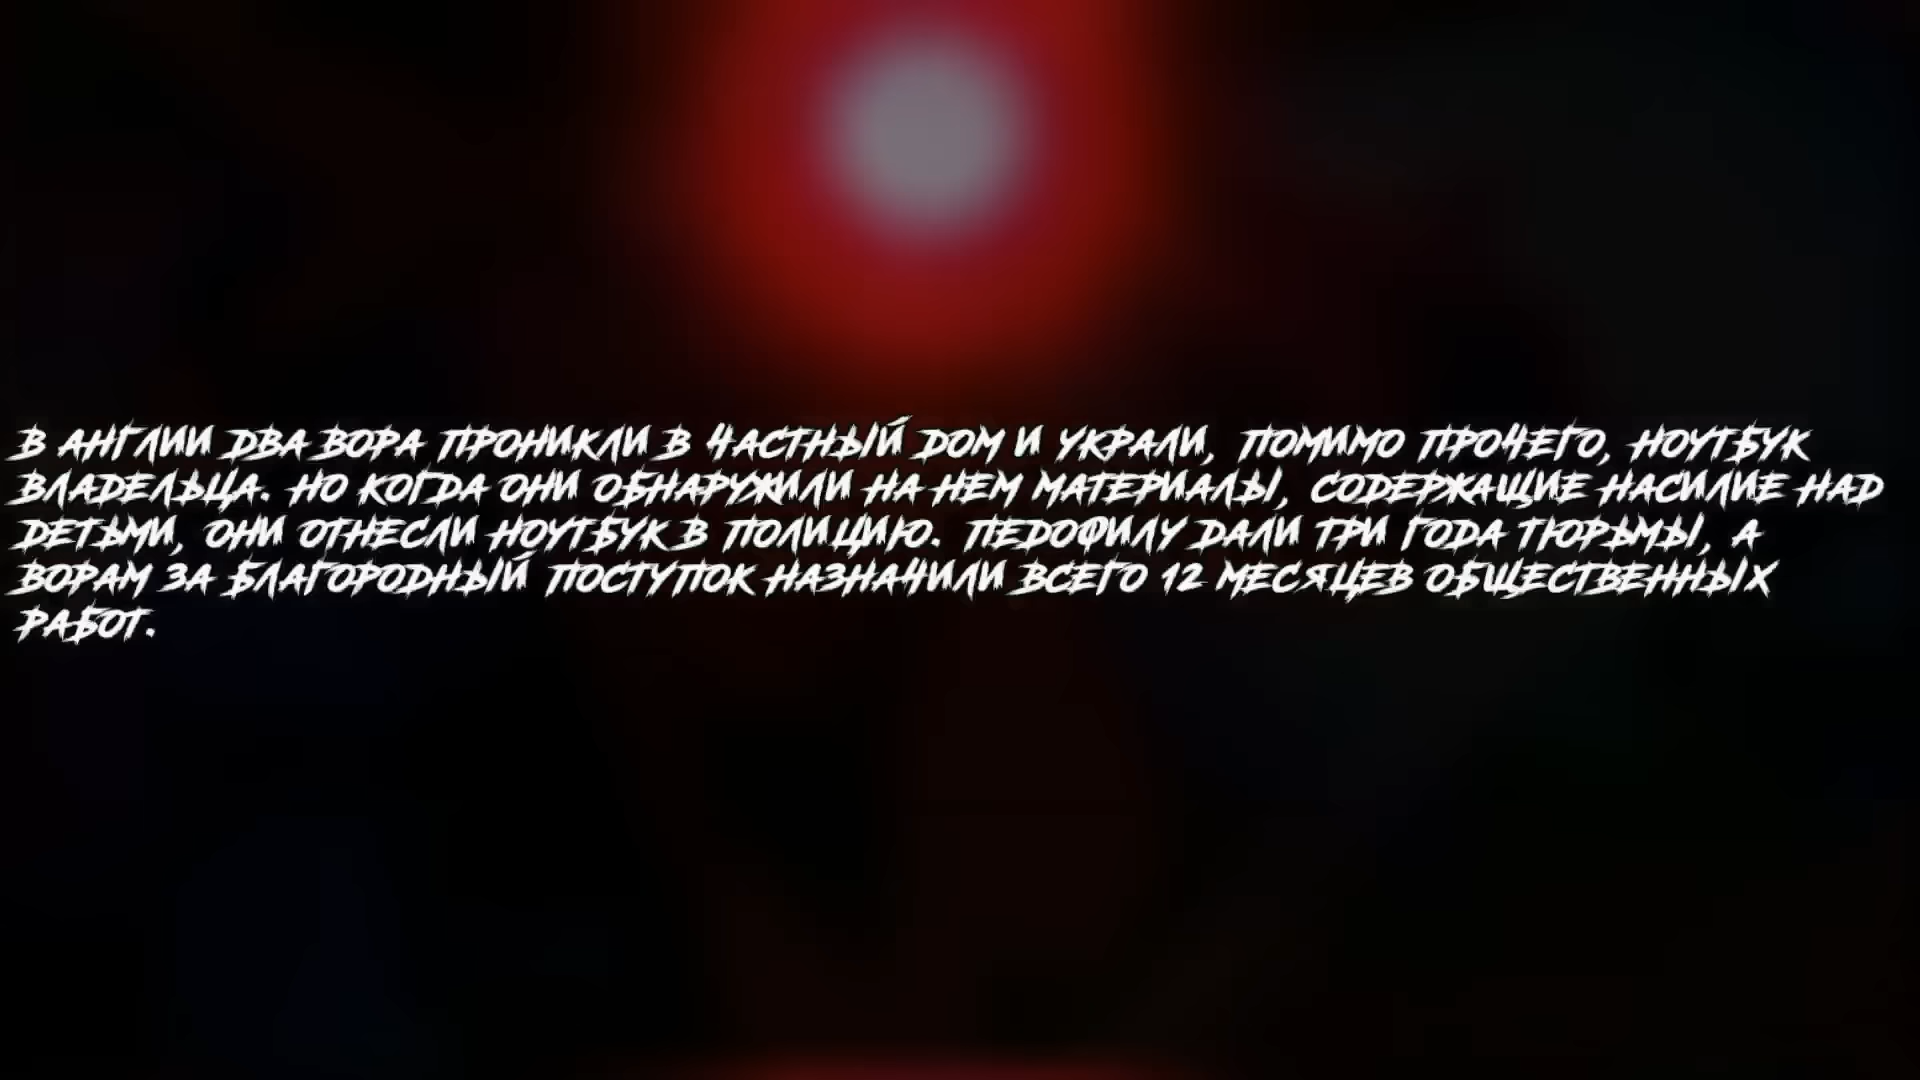 В АНГЛИИ ДВА ВОРА ПРОНИКЛИ В ЧАСТНЫЙ ДОМ И УКРАЛИ, ПОМИМО ПРОЧЕГО, НОУТБУК
ВЛАДЕЛЬЦА. НО КОГДА ОНИ ОБНАРУЖИЛИ НА НЕМ МАТЕРИАЛЫ, СОДЕРЖАЩИЕ НАСИЛИЕ НАД
ДЕТЬМИ, ОНИ ОТНЕСЛИ НОУТБУК В ПОЛИЦИЮ. ПЕДОФИЛУ ДАЛИ ТРИ ГОДА ТЮРЬМЫ, А
ВОРАМ ЗА БЛАГОРОДНЫЙ ПОСТУПОК НАЗНАЧИЛИ ВСЕГО 12 МЕСЯЦЕВ ОБЩЕСТВЕННЫХ
РАБОТ.